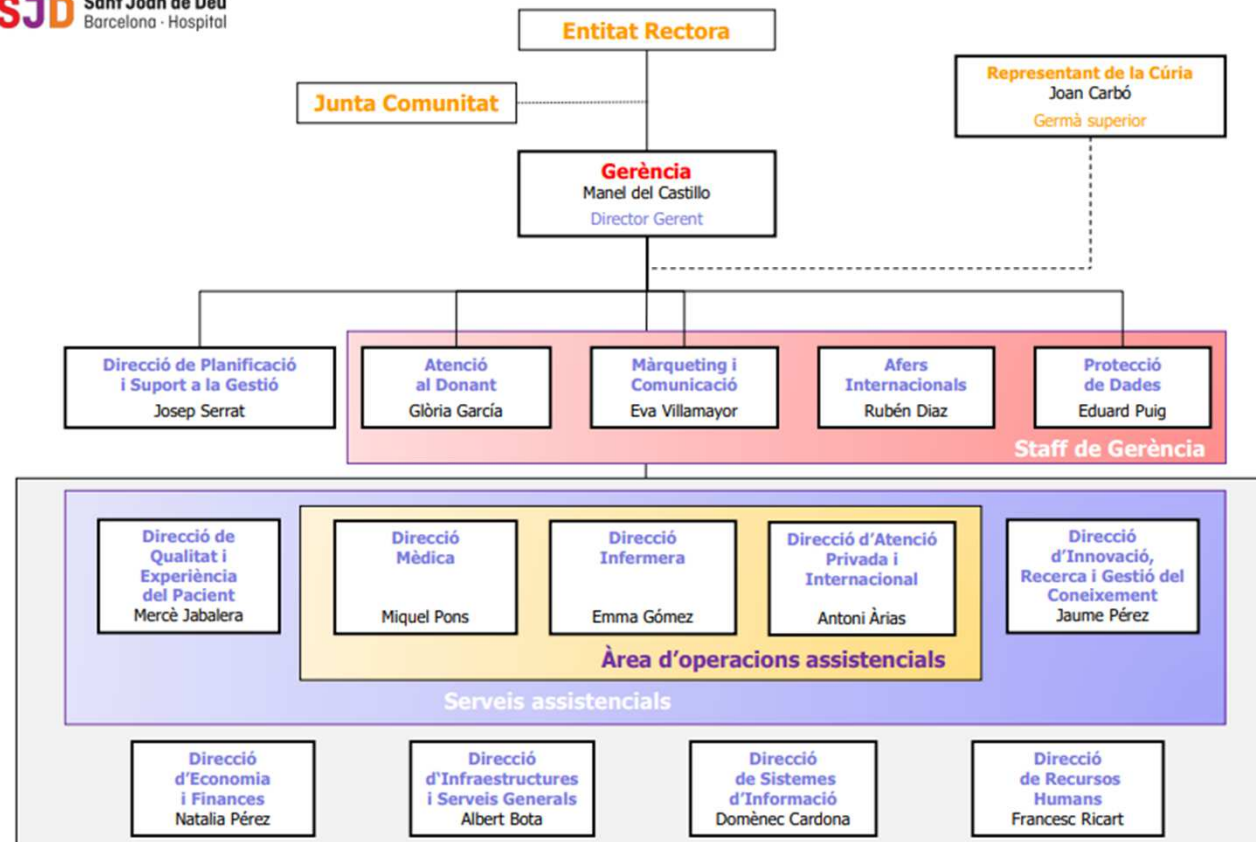 SJD Sant Joan de Déu
Barcelona · Hospital
Entitat Rectora
Junta Comunitat
Representant de la Cúria
Joan Carbó
Germà superior
Gerència
Manel del Castillo
Director Gerent
Direcció de Planificació
i Suport a la Gestió
Josep Serrat
Atenció
al Donant
Glòria García
Màrqueting i
Comunicació
Eva Villamayor
Afers
Internacionals
Rubén Diaz
Protecció
de Dades
Eduard Puig
Staff de Gerència
Direcció de
Qualitat i
Experiència
del Pacient
Mercè Jabalera
Direcció
Mèdica
Miquel Pons
Direcció
Infermera
Emma Gómez
Direcció d'Atenció
Privada i
Internacional
Antoni Àrias
Direcció
d'Innovació,
Recerca i Gestió del
Coneixement
Jaume Pérez
Àrea d'operacions assistencials
Serveis assistencials
Direcció
d'Economia
i Finances
Natalia Pérez
Direcció
d'Infraestructures
i Serveis Generals
Albert Bota
Direcció
de Sistemes
d'Informació
Domènec Cardona
Direcció
de Recursos
Humans
Francesc Ricart